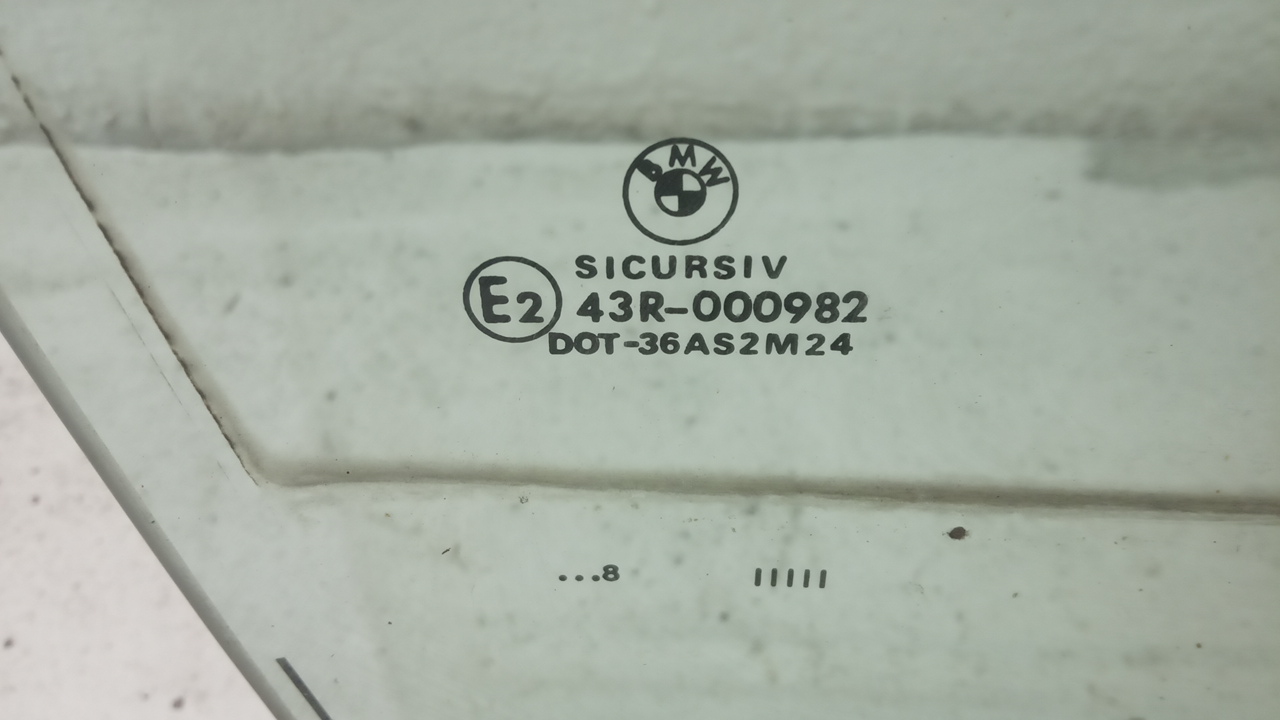 BMW
SICURSIV
E2 43R-000982
DOT-36AS2M24
...8 IIIII